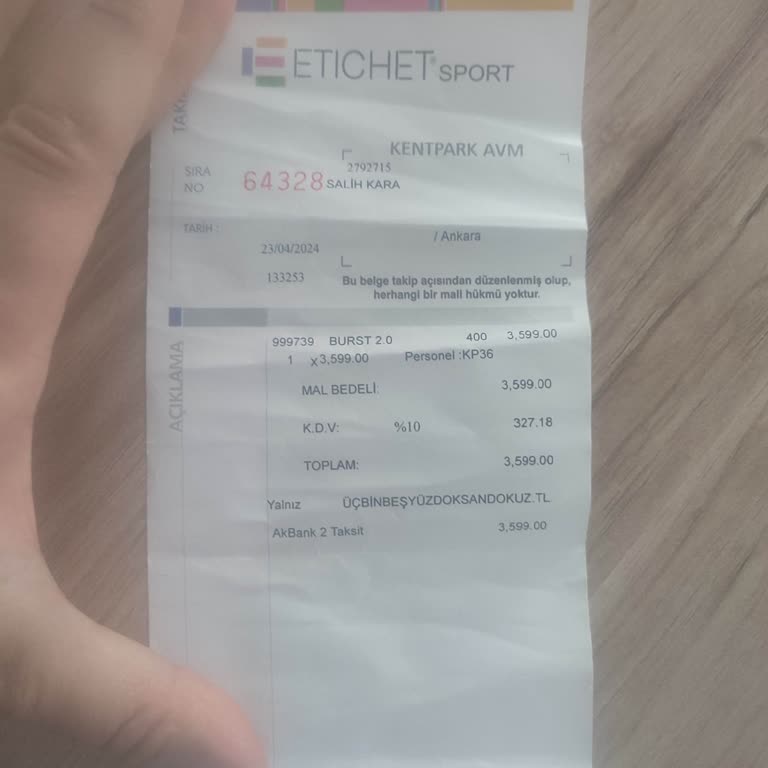 ETICHET SPORT
KENTPARK AVM
SIRA NO 64328
2792715
SALİH KARA
TARİH :
/ Ankara
23/04/2024
133253
Bu belge takip açısından düzenlenmiş olup,
herhangi bir mali hükmü yoktur.
999739 BURST 2.0 400 3,599.00
1 x3,599.00 Personel :KP36
AÇIKLAMA
MAL BEDELİ: 3,599.00
K.D.V: %10 327.18
TOPLAM: 3,599.00
Yalnız ÜÇBİNBEŞYÜZDOKSANDOKUZ.TL
AkBank 2 Taksit 3,599.00